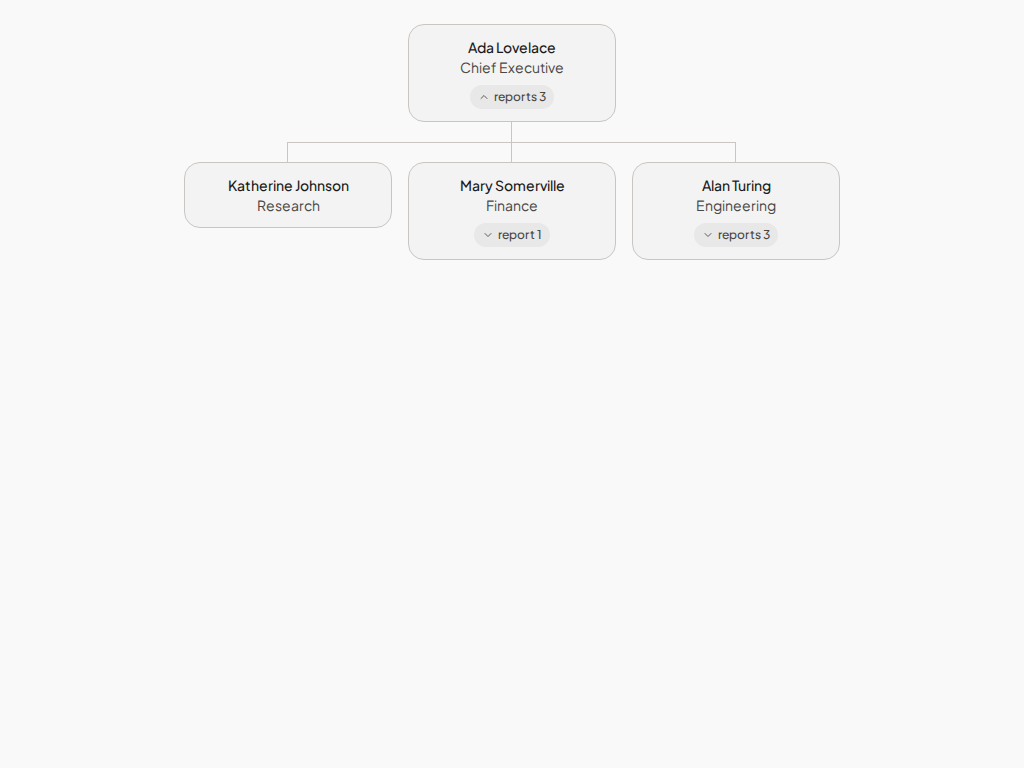 Ada Lovelace
Chief Executive
reports 3
Katherine Johnson
Research
Mary Somerville
Finance
report 1
Alan Turing
Engineering
reports 3